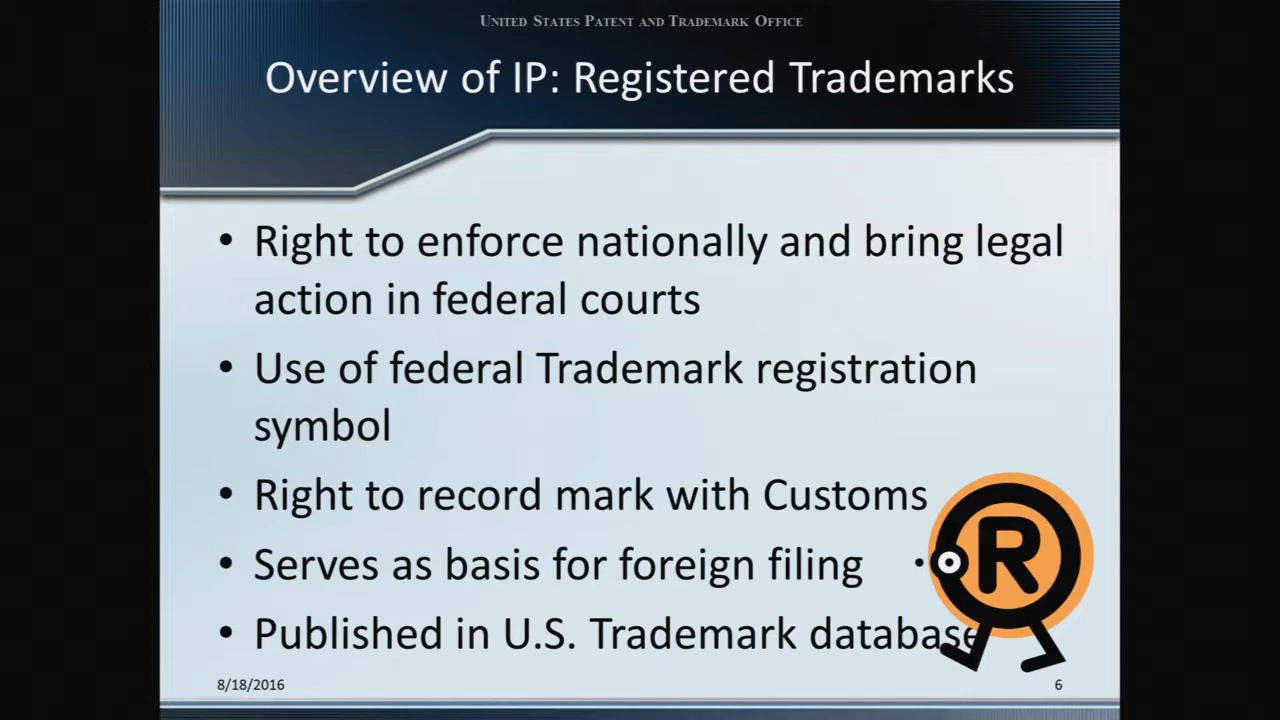 UNITED STATES PATENT AND TRADEMARK OFFICE
Overview of IP: Registered Trademarks
• Right to enforce nationally and bring legal
action in federal courts
• Use of federal Trademark registration
symbol
• Right to record mark with Customs
• Serves as basis for foreign filing
• Published in U.S. Trademark database
R
8/18/2016
6